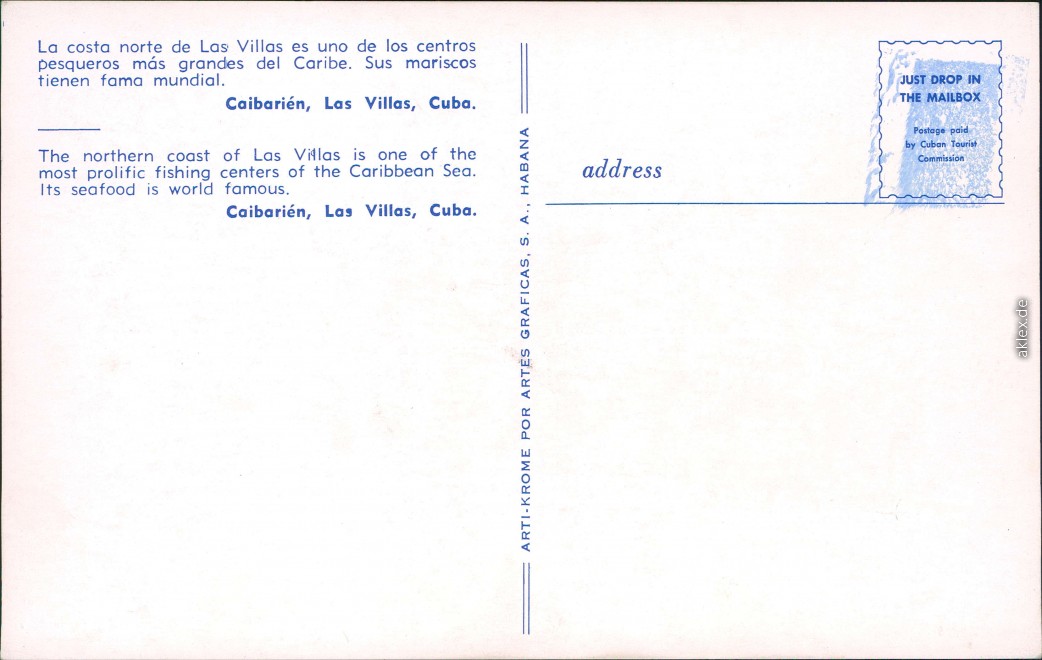 La costa norte de Las Villas es uno de los centros
pesqueros más grandes del Caribe. Sus mariscos
tienen fama mundial.
Caibarién, Las Villas, Cuba.
The northern coast of Las Villas is one of the
most prolific fishing centers of the Caribbean Sea.
Its seafood is world famous.
Caibarién, Las Villas, Cuba.
ARTI-KROME POR ARTES GRAFICAS, S. A., HABANA
address
JUST DROP IN
THE MAILBOX
Postage paid
by Cuban Tourist
Commission
aklex.de